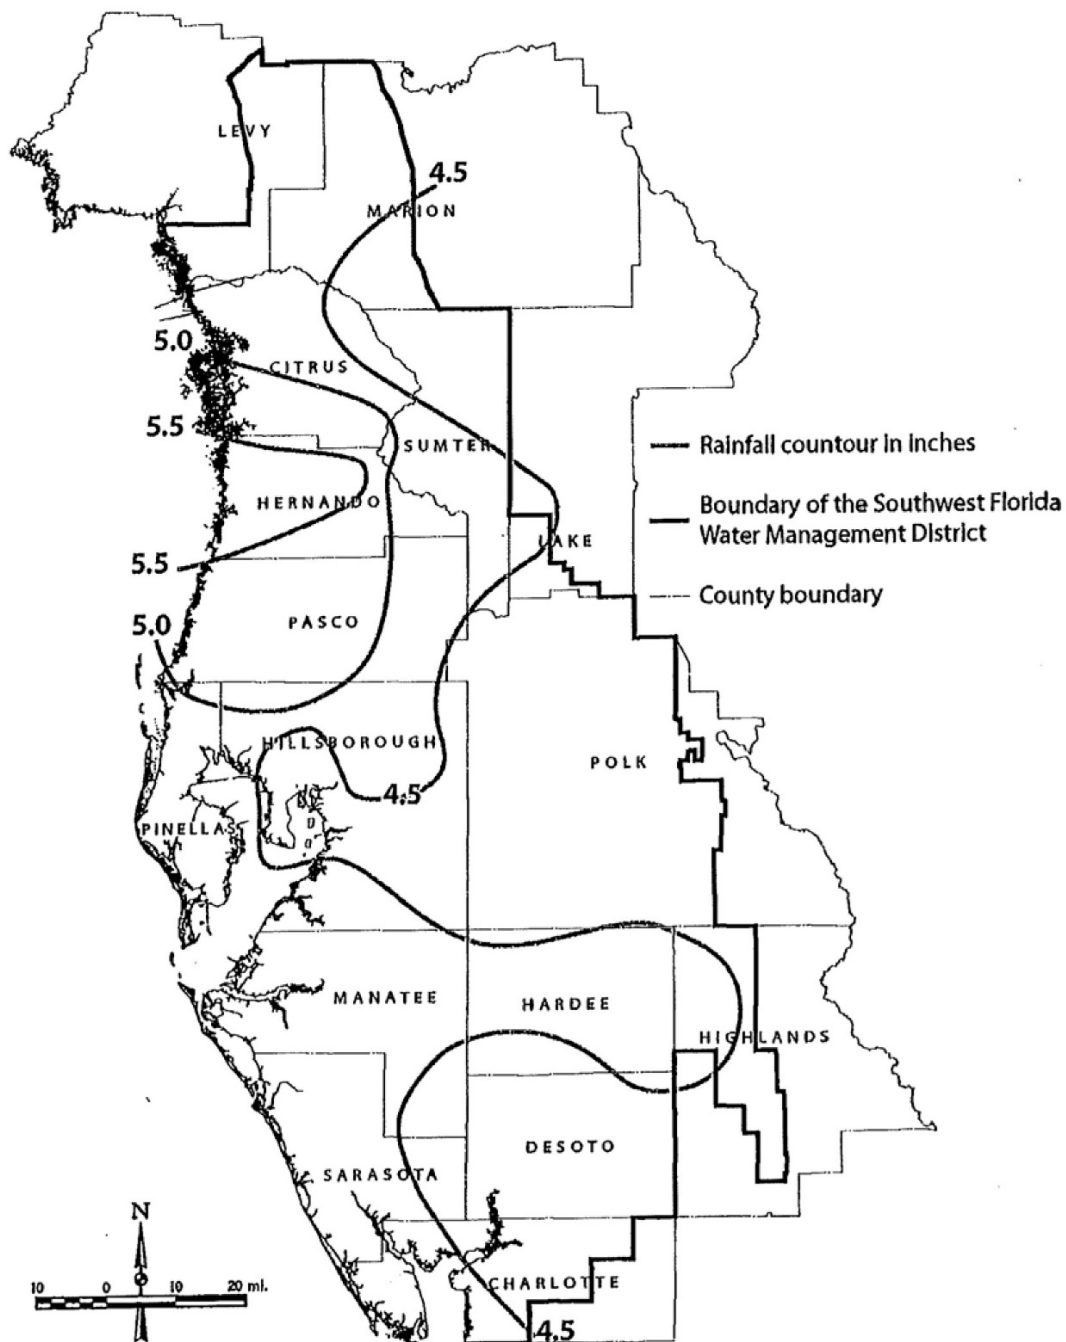 LEVY
4.5
MARION
5.0
CITRUS
5.5
SUMTER
Rainfall countour in inches
HERNANDO
Boundary of the Southwest Florida
Water Management District
LAKE
5.5
County boundary
5.0
PASCO
HILLSBOROUGH
POLK
4.5
PINELLAS
MANATEE
HARDEE
HIGHLANDS
DESOTO
SARASOTA
N
CHARLOTTE
10 0 10 20 mi.
4.5